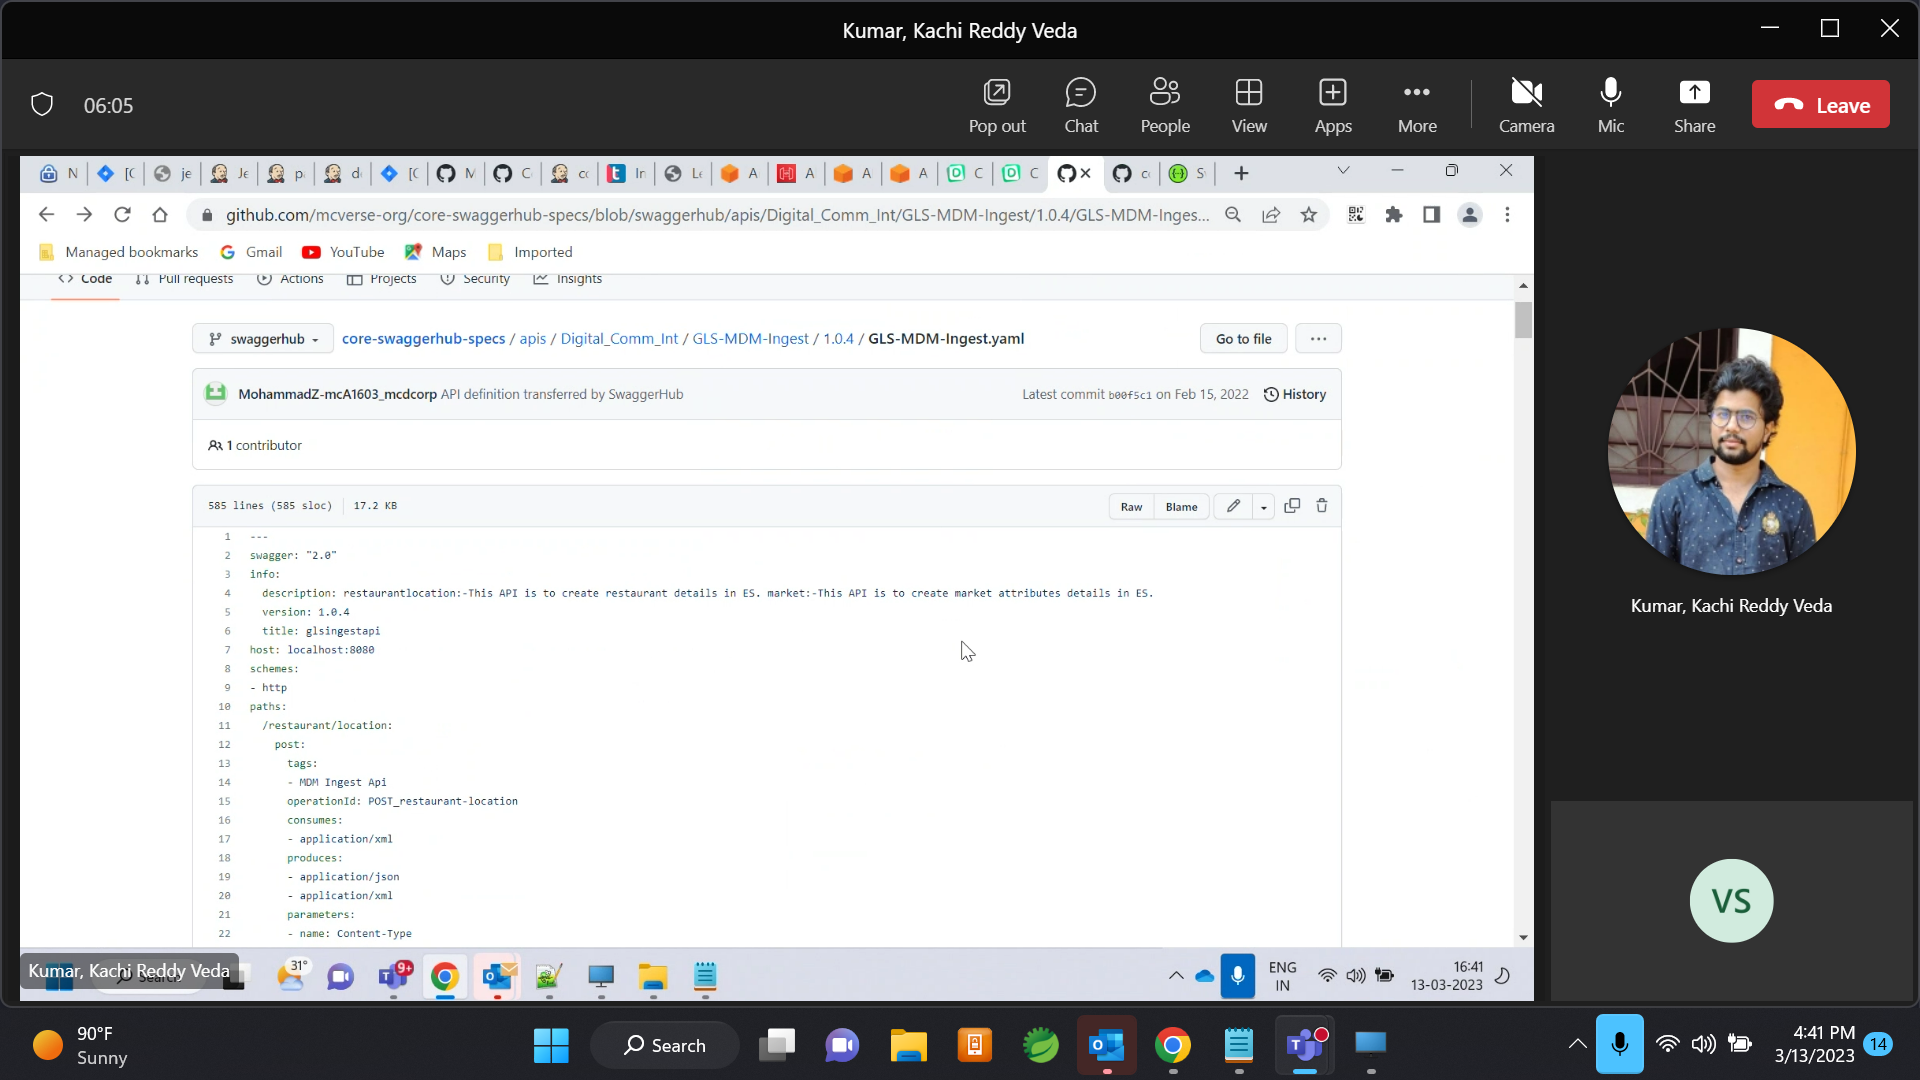 Kumar, Kachi Reddy Veda
06:05
Pop out
Chat
People
View
Apps
More
Camera
Mic
Share
Leave
github.com/mcverse-org/core-swaggerhub-specs/blob/swaggerhub/apis/Digital_Comm_Int/GLS-MDM-Ingest/1.0.4/GLS-MDM-Inges...
Managed bookmarks
Gmail
YouTube
Maps
Imported
Code
Pull requests
Actions
Projects
Security
Insights
swaggerhub
core-swaggerhub-specs / apis / Digital_Comm_Int / GLS-MDM-Ingest / 1.0.4 / GLS-MDM-Ingest.yaml
Go to file
MohammadZ-mcA1603_mcdcorp API definition transferred by SwaggerHub
Latest commit b00f5c1 on Feb 15, 2022
History
1 contributor
585 lines (585 sloc)
17.2 KB
Raw
Blame
1 ---
2 swagger: "2.0"
3 info:
4 description: restaurantlocation:-This API is to create restaurant details in ES. market:-This API is to create market attributes details in ES.
5 version: 1.0.4
6 title: glsingestapi
7 host: localhost:8080
8 schemes:
9 - http
10 paths:
11 /restaurant/location:
12 post:
13 tags:
14 - MDM Ingest Api
15 operationId: POST_restaurant-location
16 consumes:
17 - application/xml
18 produces:
19 - application/json
20 - application/xml
21 parameters:
22 - name: Content-Type
Kumar, Kachi Reddy Veda
VS
Kumar, Kachi Reddy Veda
31°
9+
ENG
IN
16:41
13-03-2023
90°F
Sunny
Search
4:41 PM
3/13/2023
14